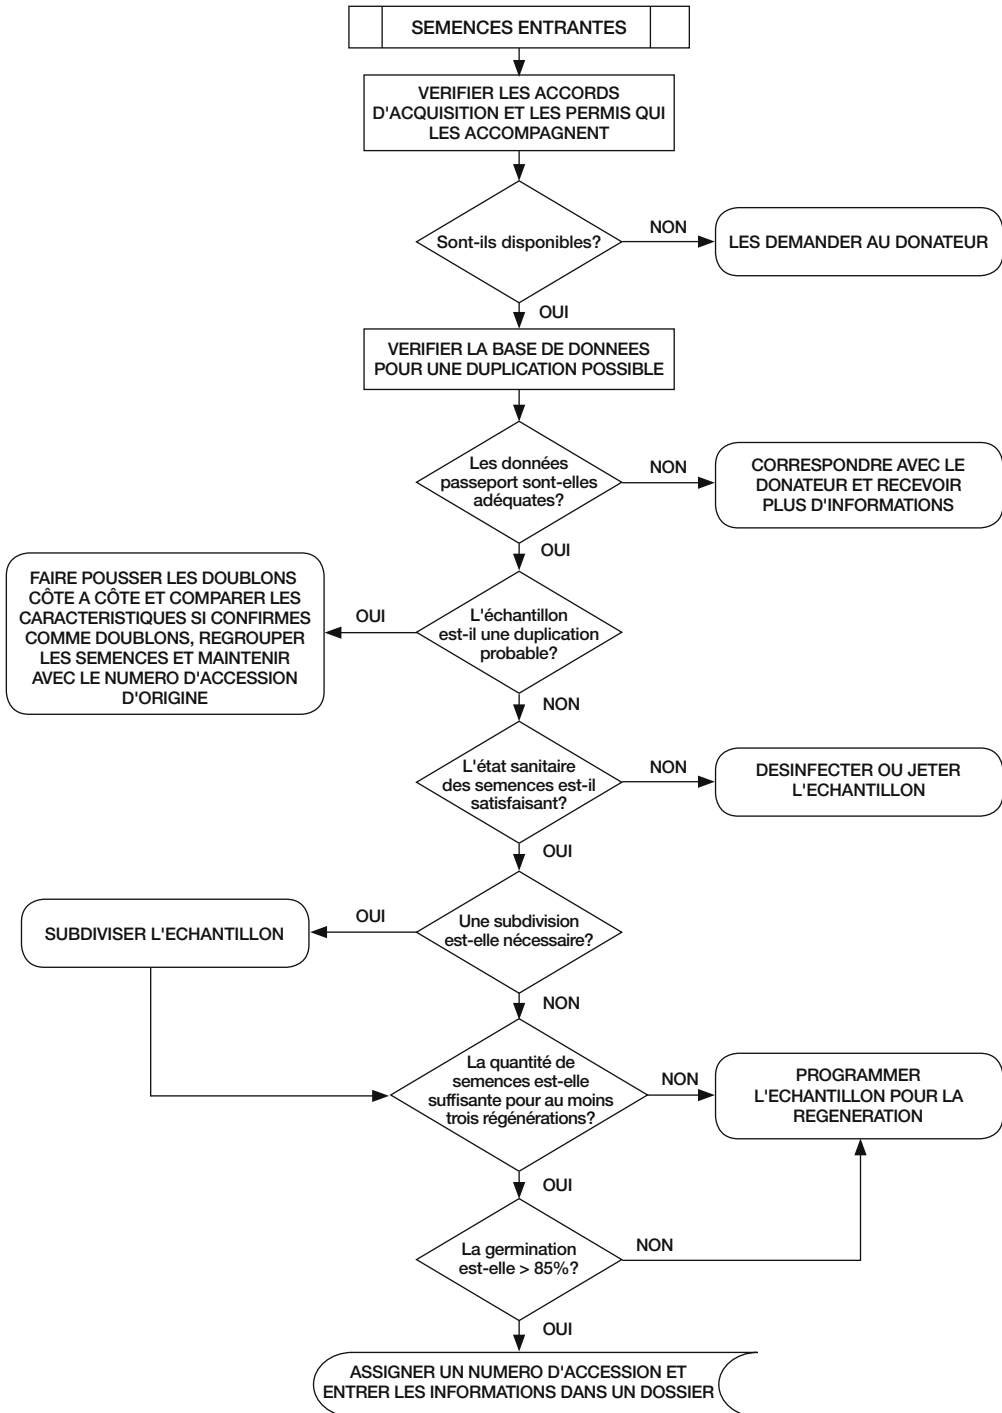 SEMENCES ENTRANTES
VERIFIER LES ACCORDS
D'ACQUISITION ET LES PERMIS QUI
LES ACCOMPAGNENT
Sont-ils disponibles?
NON
LES DEMANDER AU DONATEUR
OUI
VERIFIER LA BASE DE DONNEES
POUR UNE DUPLICATION POSSIBLE
Les données
passeport sont-elles
adéquates?
NON
CORRESPONDRE AVEC LE
DONATEUR ET RECEVOIR
PLUS D'INFORMATIONS
OUI
FAIRE POUSSER LES DOUBLONS
CÔTE A CÔTE ET COMPARER LES
CARACTERISTIQUES SI CONFIRMES
COMME DOUBLONS, REGROUPER
LES SEMENCES ET MAINTENIR
AVEC LE NUMERO D'ACCESSION
D'ORIGINE
OUI
L'échantillon
est-il une duplication
probable?
NON
L'état sanitaire
des semences est-il
satisfaisant?
NON
DESINFECTER OU JETER
L'ECHANTILLON
OUI
SUBDIVISER L'ECHANTILLON
OUI
Une subdivision
est-elle nécessaire?
NON
La quantité de
semences est-elle
suffisante pour au moins
trois régénérations?
NON
PROGRAMMER
L'ECHANTILLON POUR LA
REGENERATION
OUI
La germination
est-elle > 85%?
NON
OUI
ASSIGNER UN NUMERO D'ACCESSION ET
ENTRER LES INFORMATIONS DANS UN DOSSIER